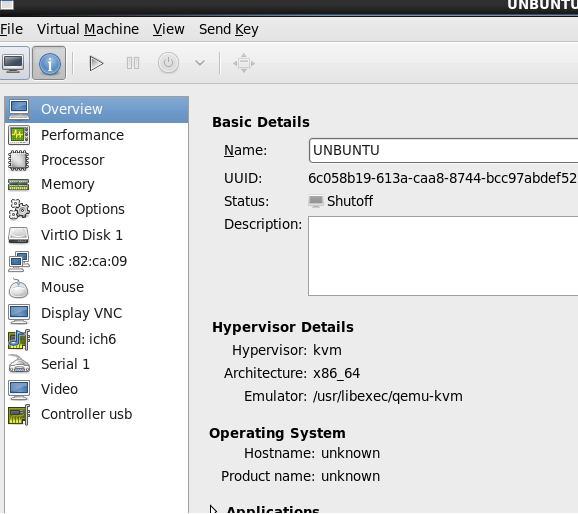 UNBUNTU
File Virtual Machine View Send Key
Overview
Performance
Processor
Memory
Boot Options
VirtIO Disk 1
NIC :82:ca:09
Mouse
Display VNC
Sound: ich6
Serial 1
Video
Controller usb
Basic Details
Name: UNBUNTU
UUID: 6c058b19-613a-caa8-8744-bcc97abdef52
Status: Shutoff
Description:
Hypervisor Details
Hypervisor: kvm
Architecture: x86_64
Emulator: /usr/libexec/qemu-kvm
Operating System
Hostname: unknown
Product name: unknown
Applications